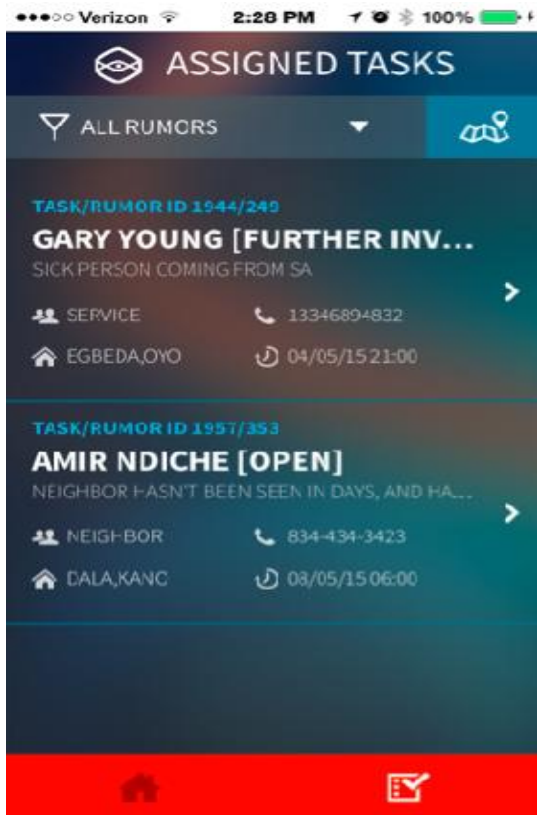 Verizon 2:28 PM 100%
ASSIGNED TASKS
ALL RUMORS
TASK/RUMOR ID 1944/249
GARY YOUNG [FURTHER INV...
SICK PERSON COMING FROM SA
SERVICE 13346894832
EGBEDA,OYO 04/05/15 21:00
TASK/RUMOR ID 1957/353
AMIR NDICHE [OPEN]
NEIGHBOR HASN'T BEEN SEEN IN DAYS, AND HA...
NEIGHBOR 834-434-3423
DALA,KANO 03/05/15 06:00